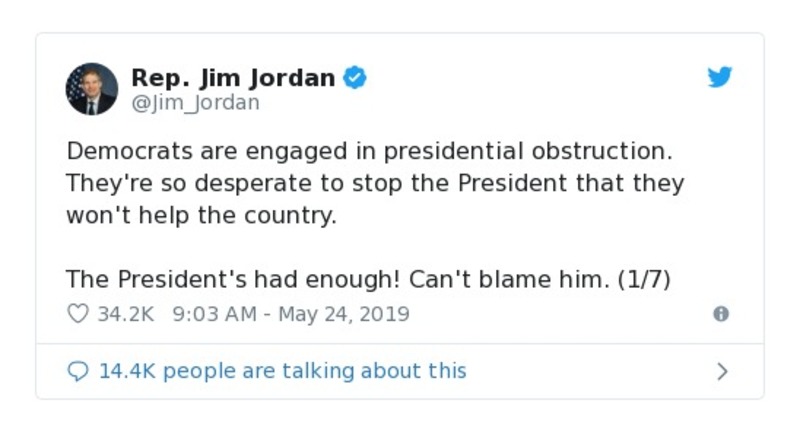 Rep. Jim Jordan
@Jim_Jordan
Democrats are engaged in presidential obstruction.
They're so desperate to stop the President that they
won't help the country.
The President's had enough! Can't blame him. (1/7)
34.2K 9:03 AM - May 24, 2019
14.4K people are talking about this